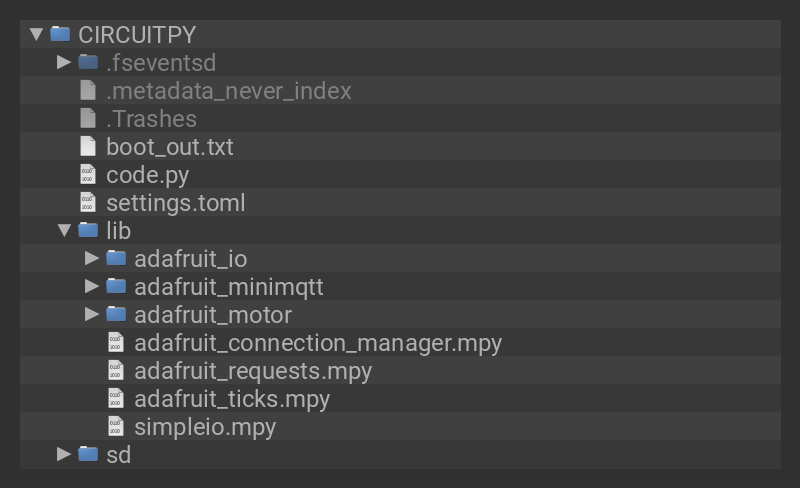 CIRCUITPY
.fseventsd
.metadata_never_index
.Trashes
boot_out.txt
code.py
settings.toml
lib
adafruit_io
adafruit_minimqtt
adafruit_motor
adafruit_connection_manager.mpy
adafruit_requests.mpy
adafruit_ticks.mpy
simpleio.mpy
sd